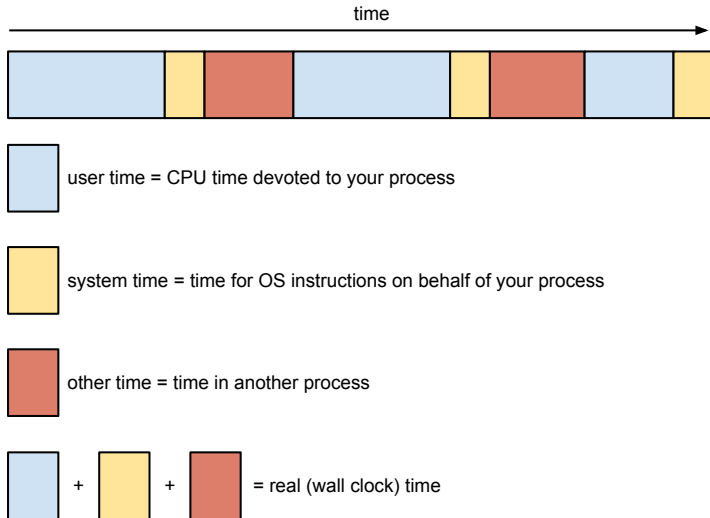 time
user time = CPU time devoted to your process
system time = time for OS instructions on behalf of your process
other time = time in another process
+ + = real (wall clock) time